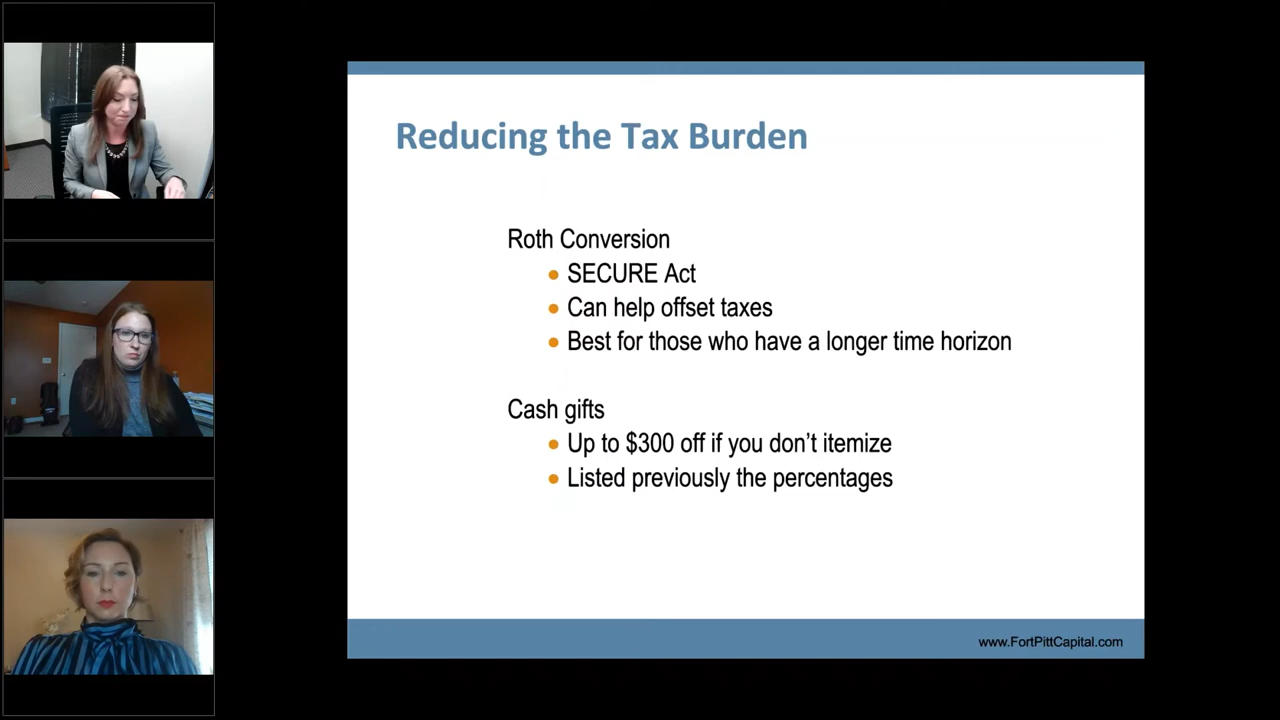 Reducing the Tax Burden
Roth Conversion
SECURE Act
Can help offset taxes
Best for those who have a longer time horizon
Cash gifts
Up to $300 off if you don’t itemize
Listed previously the percentages
www.FortPittCapital.com